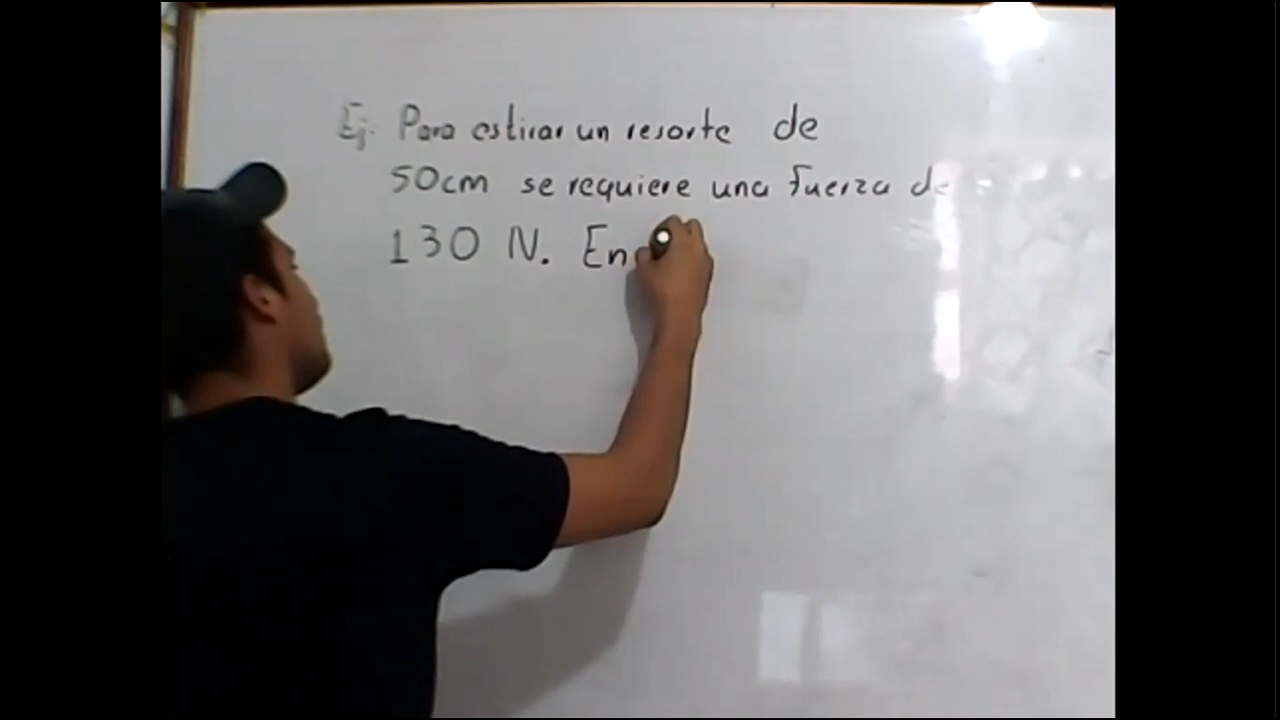 Ej. Para estirar un resorte de
50cm se requiere una fuerza de
130 N. En